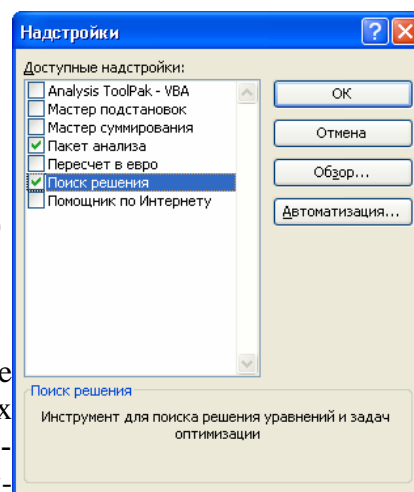 Надстройки
Доступные надстройки:
Analysis ToolPak - VBA
Мастер подстановок
Мастер суммирования
Пакет анализа
Пересчет в евро
Поиск решения
Помощник по Интернету
ОК
Отмена
Обзор...
Автоматизация...
е
х
-
-
Поиск решения
Инструмент для поиска решения уравнений и задач
оптимизации